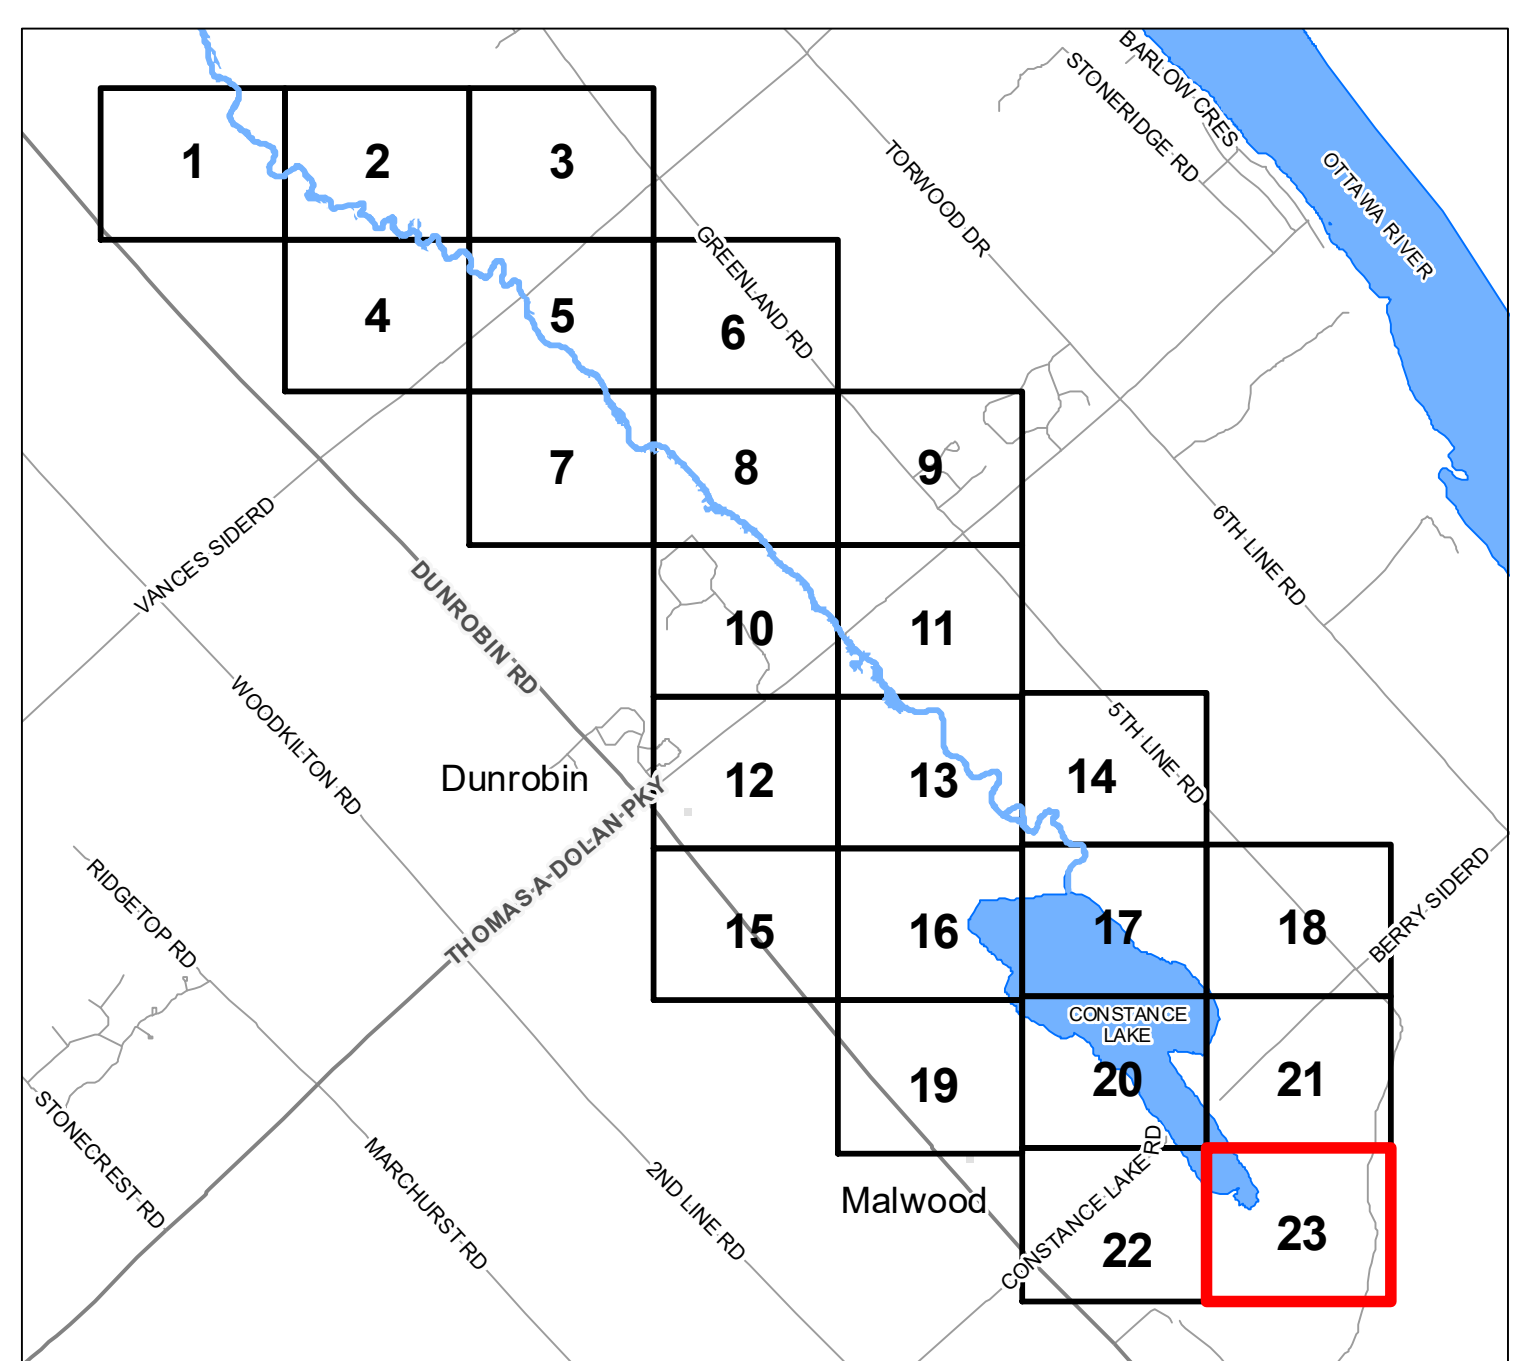 BARLOW CRES
STONERIDGE RD
OTTAWA RIVER
TORWOOD DR
1
2
3
GREENLAND RD
4
5
6
7
8
9
VANCES SIDERD
6TH LINE RD
DUNROBIN RD
10
11
WOODKILTON RD
5TH LINE RD
Dunrobin
12
13
14
THOMAS A DOLAN PKY
RIDGETOP RD
15
16
17
18
BERRY SIDERD
CONSTANCE
LAKE
19
20
21
STONECREST RD
MARCHURST RD
2ND LINE RD
Malwood
CONSTANCE LAKE RD
22
23